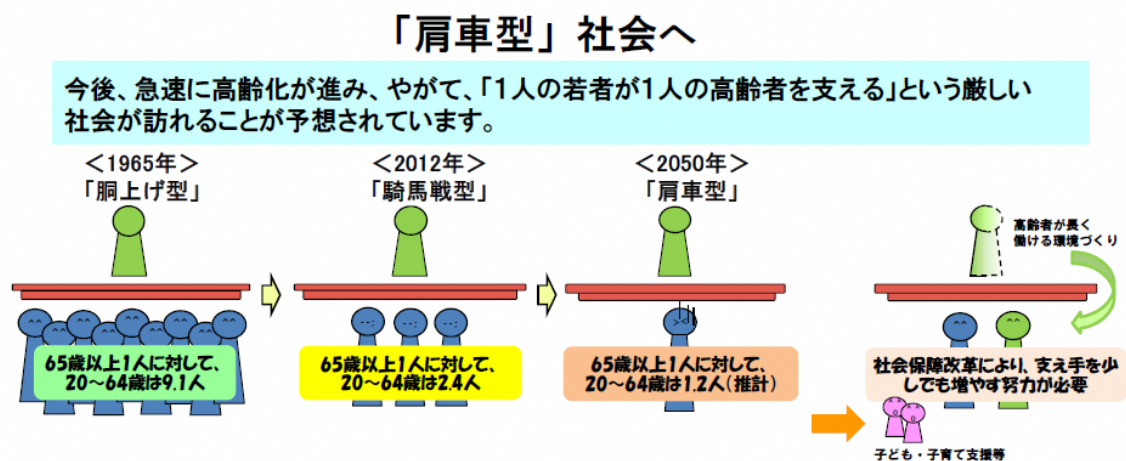 「肩車型」社会へ
今後、急速に高齢化が進み、やがて、「１人の若者が１人の高齢者を支える」という厳しい
社会が訪れることが予想されています。
＜1965年＞
「胴上げ型」
65歳以上1人に対して、
20～64歳は9.1人
＜2012年＞
「騎馬戦型」
65歳以上1人に対して、
20～64歳は2.4人
＜2050年＞
「肩車型」
65歳以上1人に対して、
20～64歳は1.2人(推計)
高齢者が長く
働ける環境づくり
社会保障改革により、支え手を少
しでも増やす努力が必要
子ども・子育て支援等